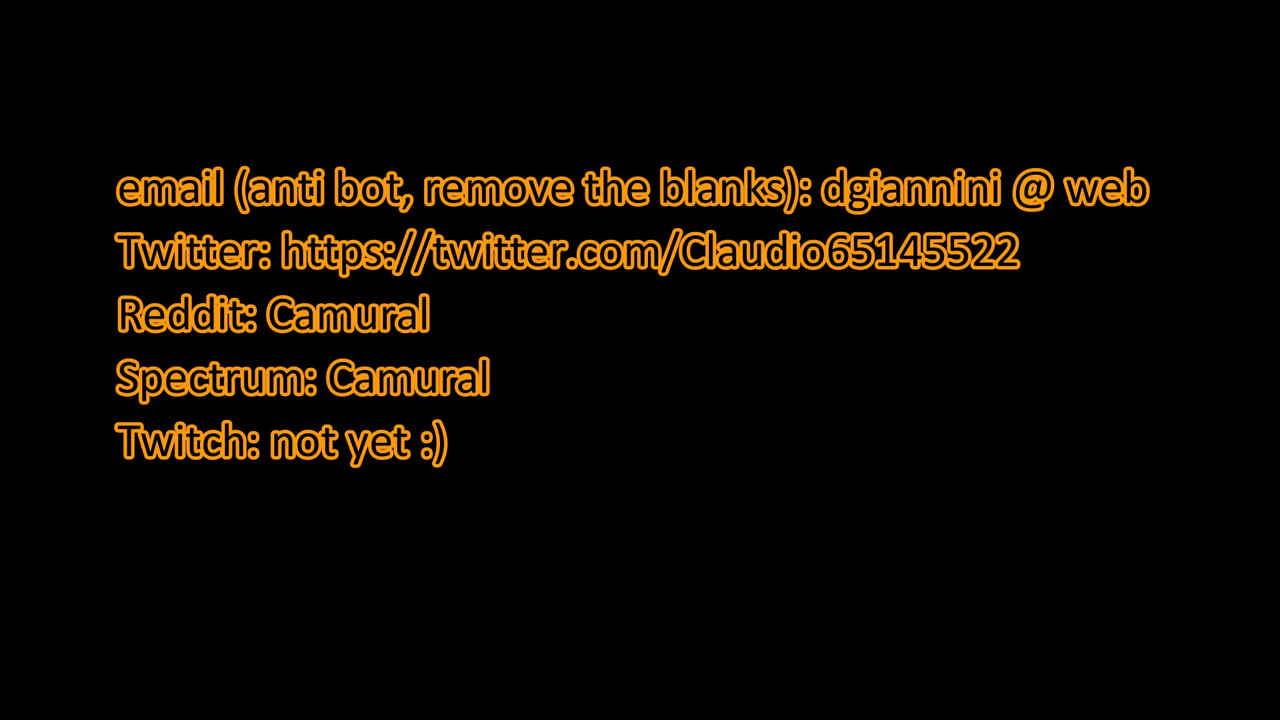 email (anti bot, remove the blanks): dgiannini @ web
Twitter: https://twitter.com/Claudio65145522
Reddit: Camural
Spectrum: Camural
Twitch: not yet :)